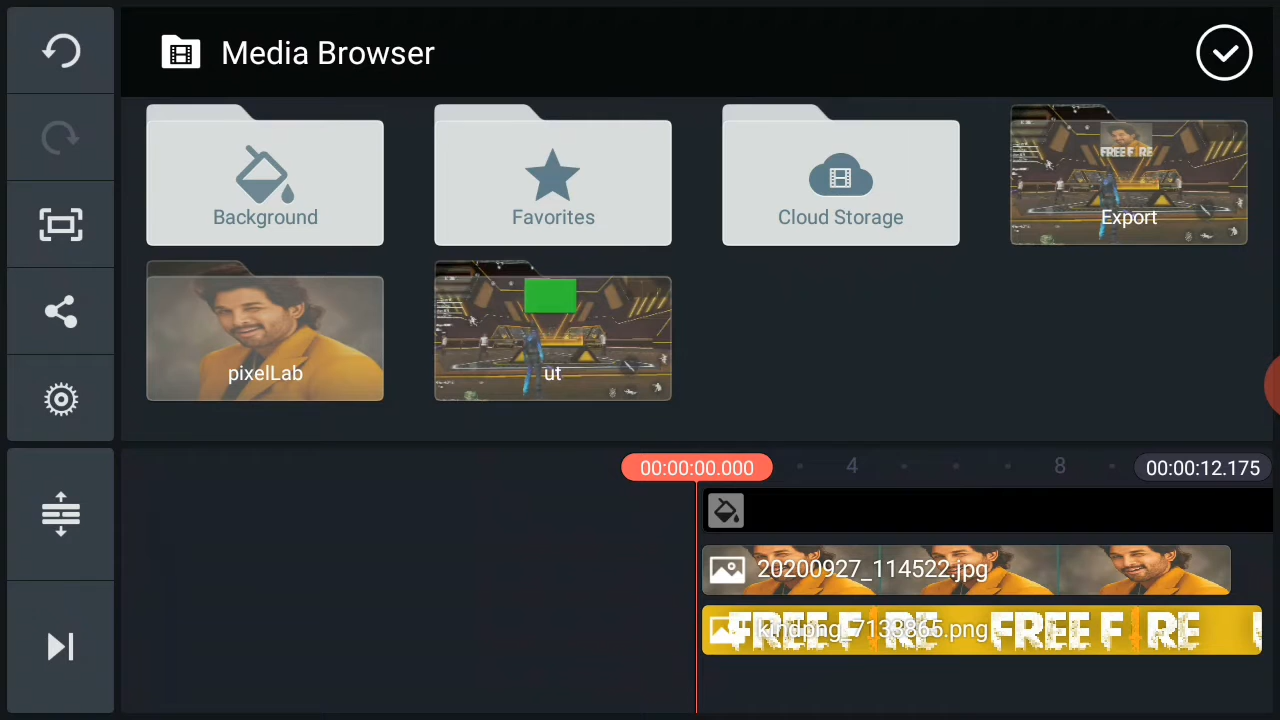 Media Browser
Background
Favorites
Cloud Storage
FREE FIRE
Export
pixelLab
ut
00:00:00.000
4
8
00:00:12.175
20200927_114522.jpg
FREE FIRE FREE FIRE